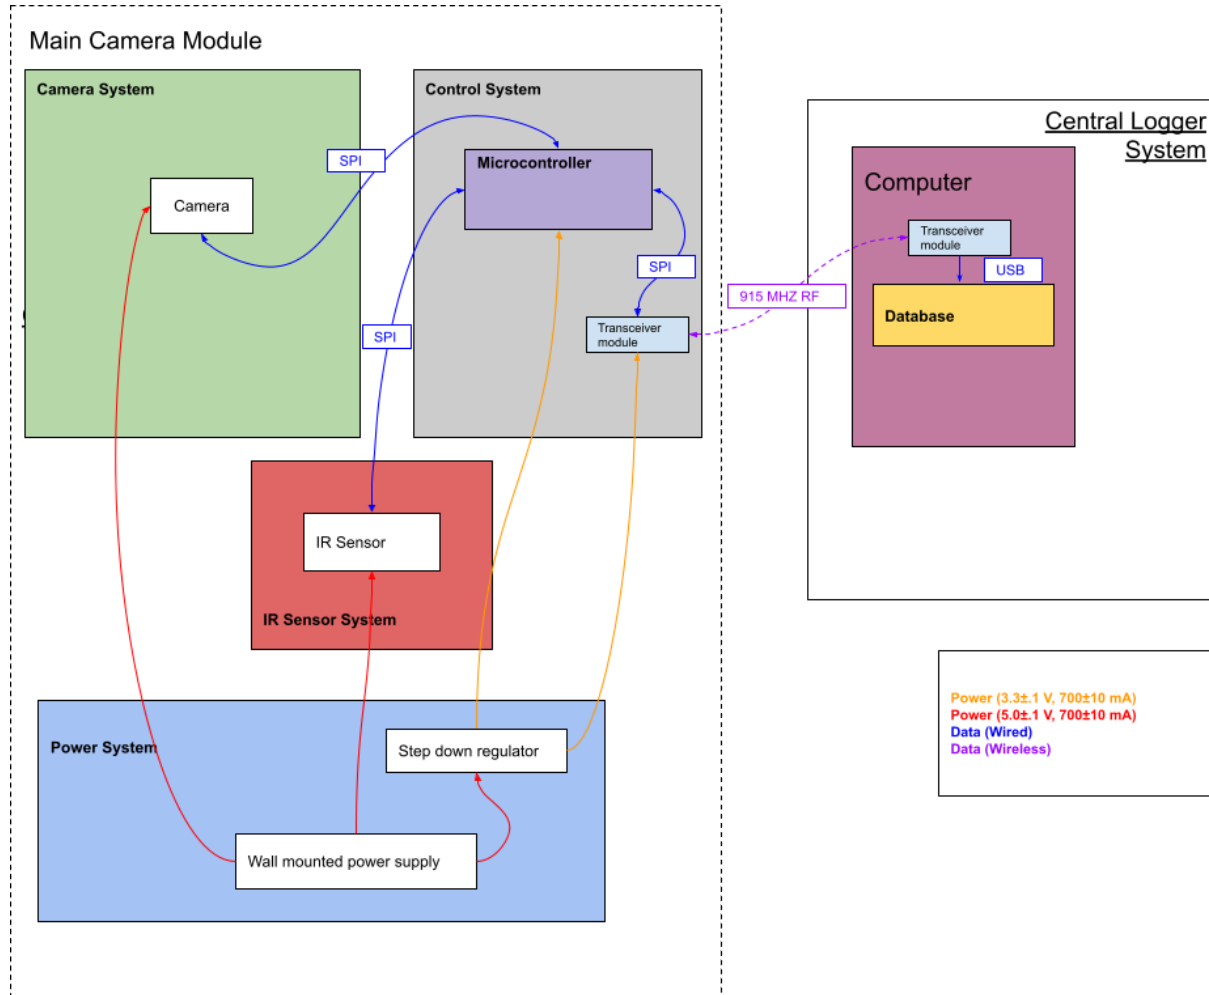 Main Camera Module
Camera System
Control System
SPI
Microcontroller
Camera
SPI
SPI
Transceiver
module
IR Sensor
IR Sensor System
Power System
Step down regulator
Wall mounted power supply
915 MHZ RF
Central Logger
System
Computer
Transceiver
module
USB
Database
Power (3.3±.1 V, 700±10 mA)
Power (5.0±.1 V, 700±10 mA)
Data (Wired)
Data (Wireless)